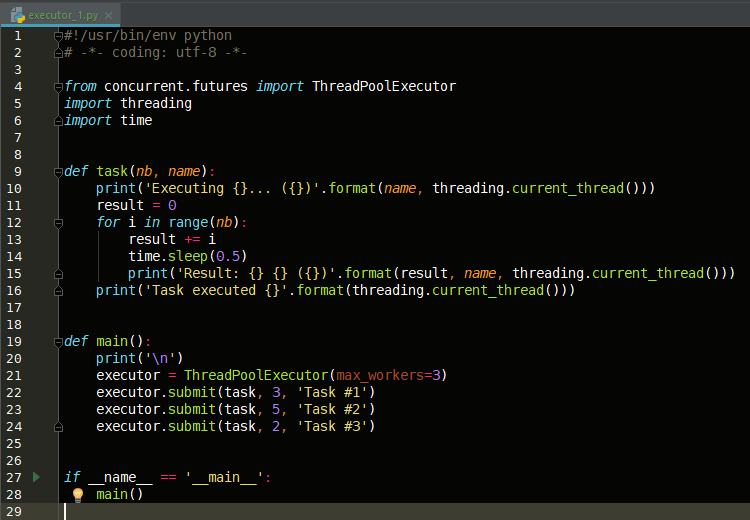 executor_1.py
1 #!/usr/bin/env python
2 # -*- coding: utf-8 -*-
3
4 from concurrent.futures import ThreadPoolExecutor
5 import threading
6 import time
7
8
9 def task(nb, name):
10     print('Executing {}... ({})'.format(name, threading.current_thread()))
11     result = 0
12     for i in range(nb):
13         result += i
14         time.sleep(0.5)
15         print('Result: {} {} ({})'.format(result, name, threading.current_thread()))
16     print('Task executed {}'.format(threading.current_thread()))
17
18
19 def main():
20     print('\n')
21     executor = ThreadPoolExecutor(max_workers=3)
22     executor.submit(task, 3, 'Task #1')
23     executor.submit(task, 5, 'Task #2')
24     executor.submit(task, 2, 'Task #3')
25
26
27 if __name__ == '__main__':
28     main()
29